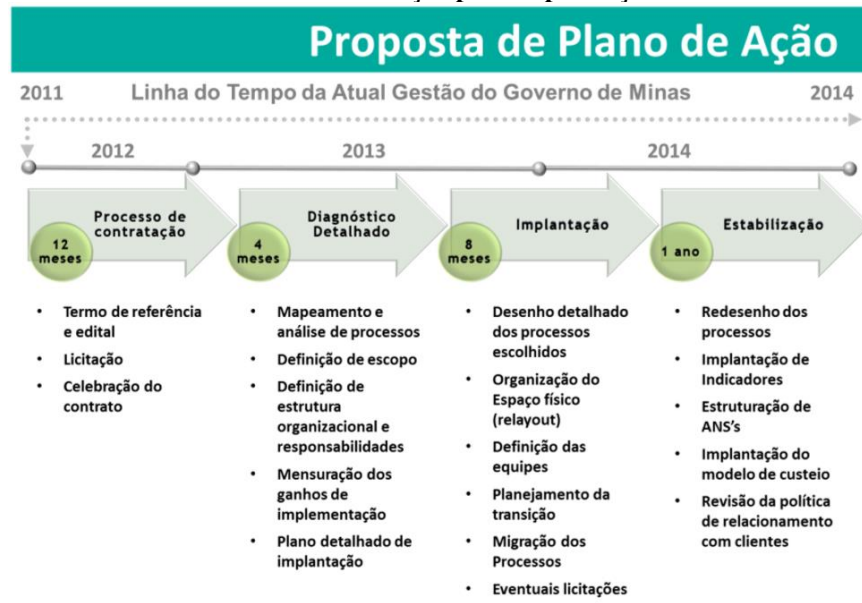 Proposta de Plano de Ação
2011 Linha do Tempo da Atual Gestão do Governo de Minas 2014
2012 2013 2014
Processo de
contratação
12
meses
• Termo de referência
e edital
• Licitação
• Celebração do
contrato
Diagnóstico
Detalhado
4
meses
• Mapeamento e
análise de processos
• Definição de escopo
• Definição de
estrutura
organizacional e
responsabilidades
• Mensuração dos
ganhos de
implementação
• Plano detalhado de
implantação
Implantação
8
meses
• Desenho detalhado
dos processos
escolhidos
• Organização do
Espaço físico
(relayout)
• Definição das
equipes
• Planejamento da
transição
• Migração dos
Processos
• Eventuais licitações
Estabilização
1 ano
• Redesenho dos
processos
• Implantação de
Indicadores
• Estruturação de
ANS's
• Implantação do
modelo de custeio
• Revisão da política
de relacionamento
com clientes